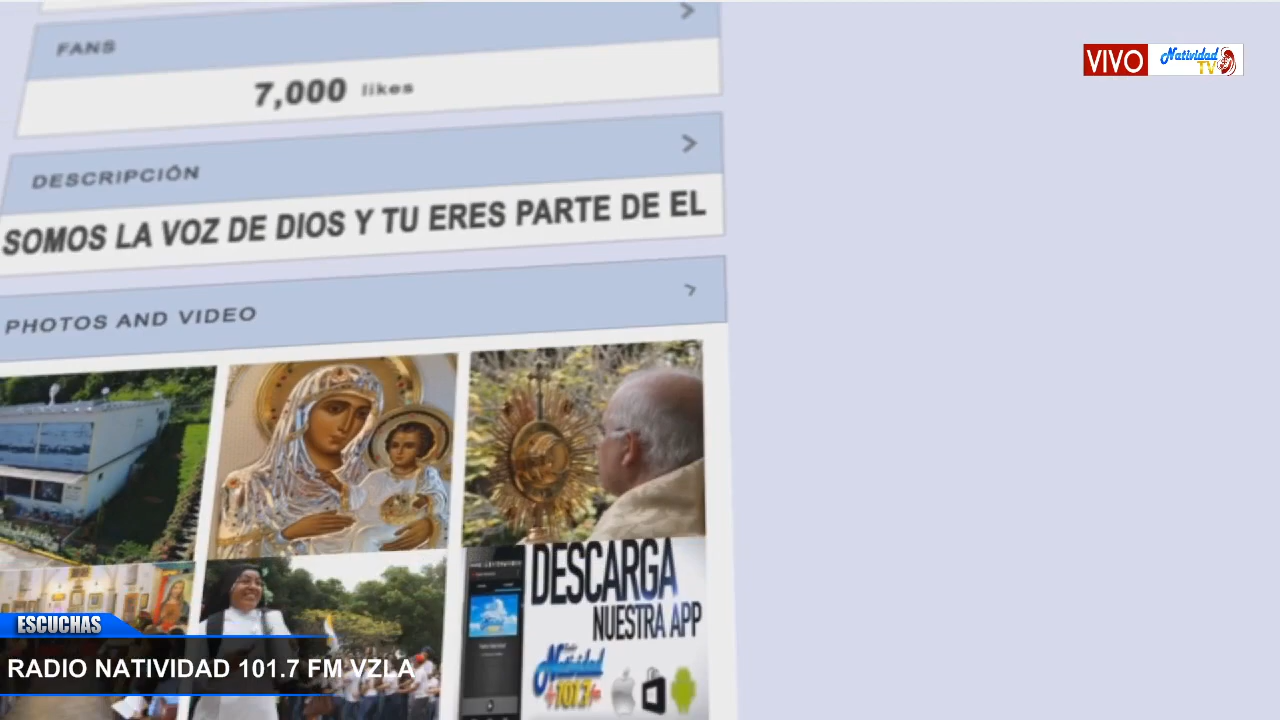 FANS
7,000 likes
VIVO
Natividad
TV
DESCRIPCIÓN
SOMOS LA VOZ DE DIOS Y TU ERES PARTE DE EL
PHOTOS AND VIDEO
DESCARGA
NUESTRA APP
Natividad
101.7 fm
ESCUCHAS
RADIO NATIVIDAD 101.7 FM VZLA